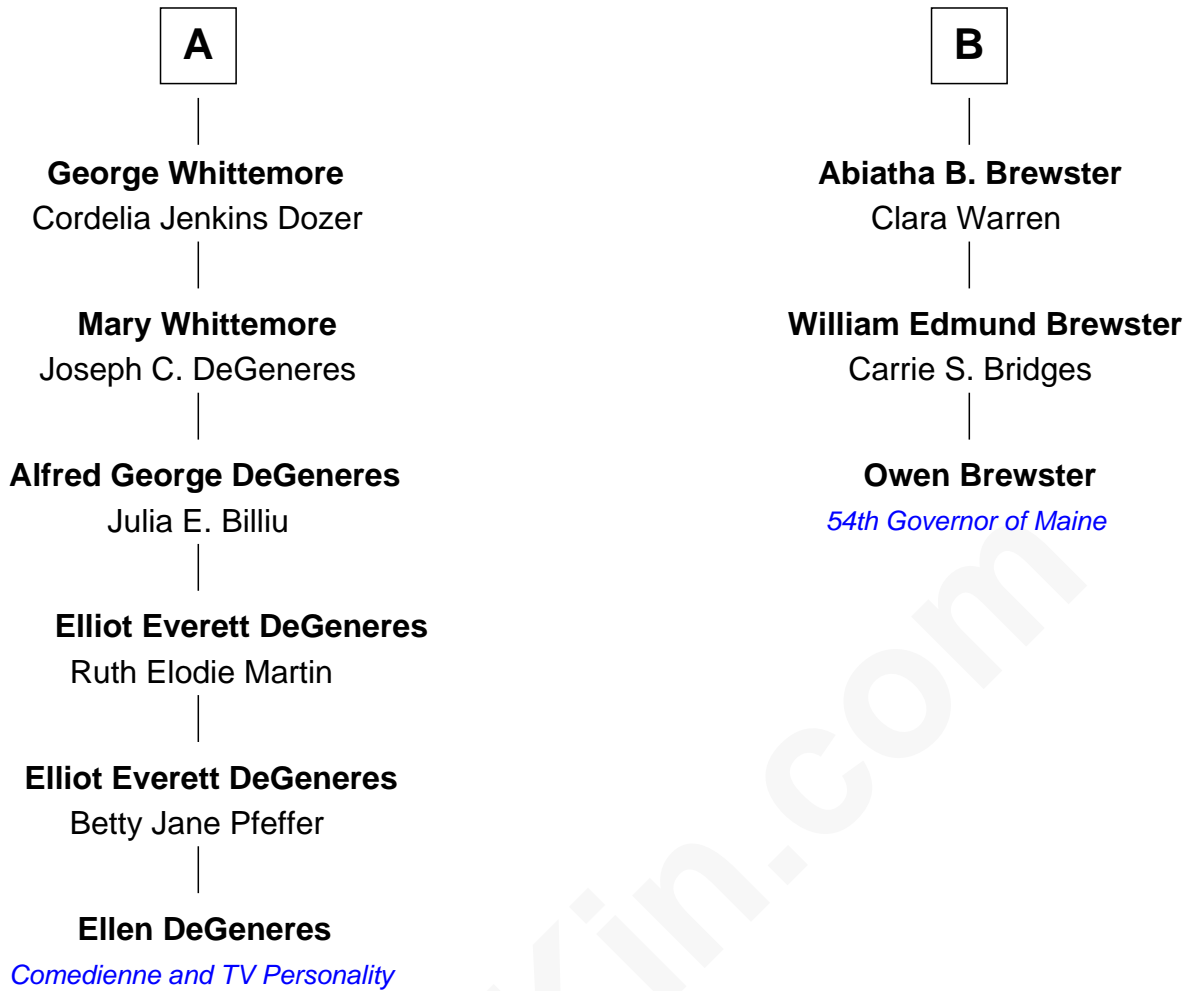 A
George Whittemore
Cordelia Jenkins Dozer
Mary Whittemore
Joseph C. DeGeneres
Alfred George DeGeneres
Julia E. Billiu
Elliot Everett DeGeneres
Ruth Elodie Martin
Elliot Everett DeGeneres
Betty Jane Pfeffer
Ellen DeGeneres
Comedienne and TV Personality
B
Abiatha B. Brewster
Clara Warren
William Edmund Brewster
Carrie S. Bridges
Owen Brewster
54th Governor of Maine